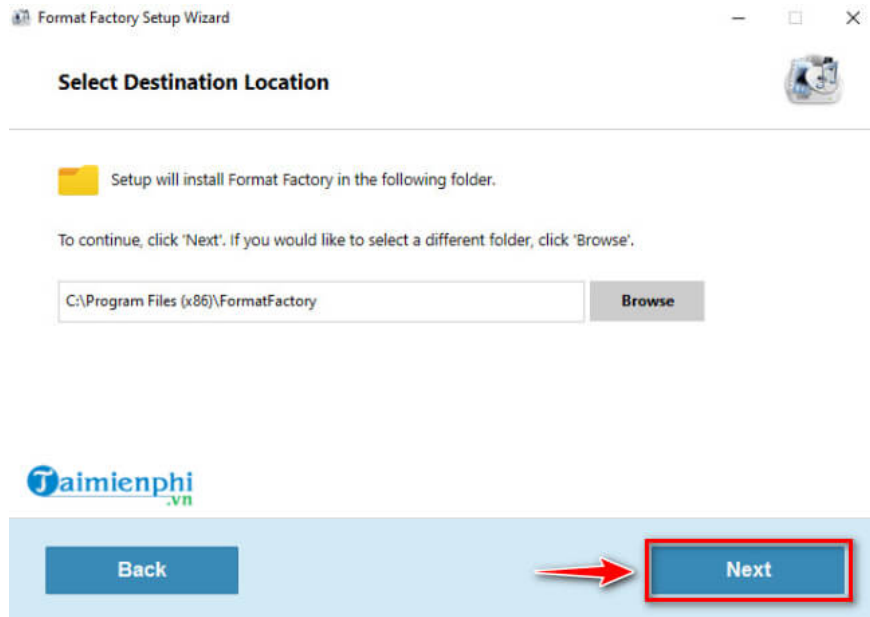 Format Factory Setup Wizard
Select Destination Location
Setup will install Format Factory in the following folder.
To continue, click 'Next'. If you would like to select a different folder, click 'Browse'.
C:\Program Files (x86)\FormatFactory
Browse
Taimienphi
.vn
Back
Next